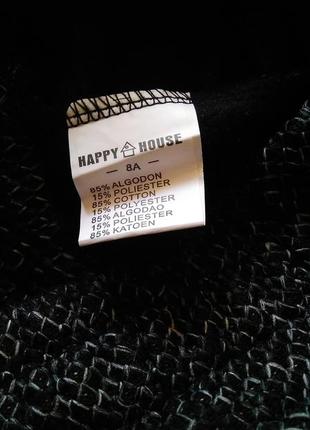 HAPPY HOUSE
— 8A —
85% ALGODON
15% POLIESTER
85% COTTON
15% POLYESTER
85% ALGODAO
15% POLIESTER
85% KATOEN